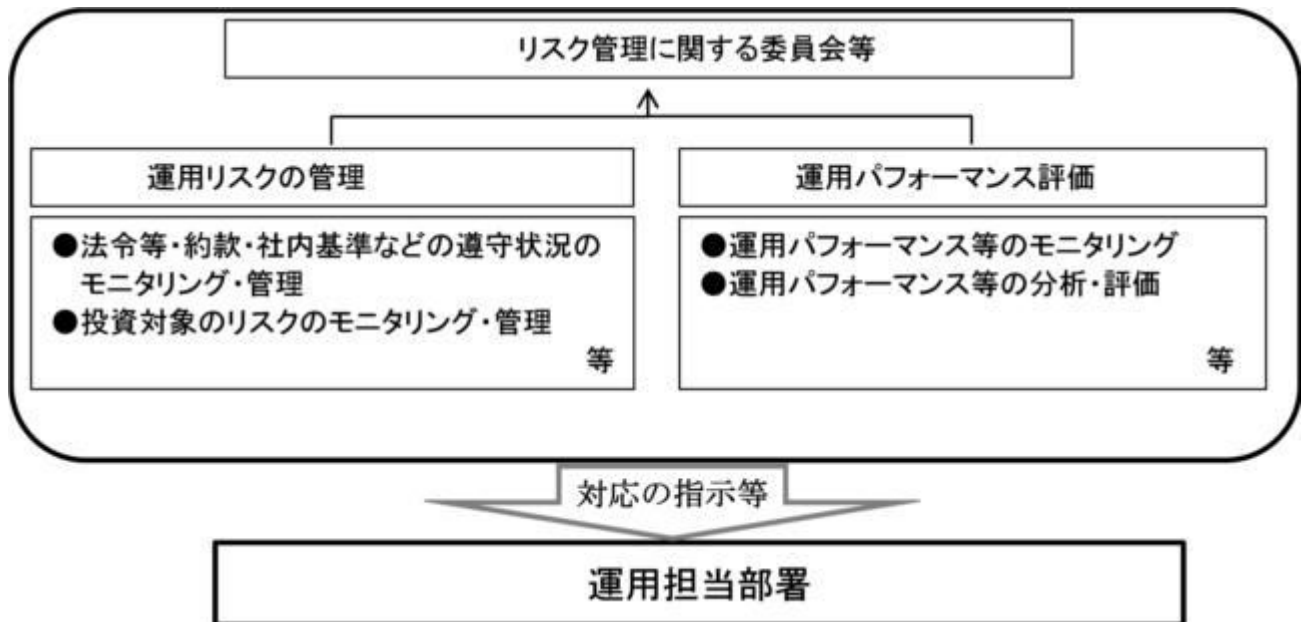 リスク管理に関する委員会等
運用リスクの管理
●法令等・約款・社内基準などの遵守状況の
モニタリング・管理
●投資対象のリスクのモニタリング・管理
等
運用パフォーマンス評価
●運用パフォーマンス等のモニタリング
●運用パフォーマンス等の分析・評価
等
対応の指示等
運用担当部署